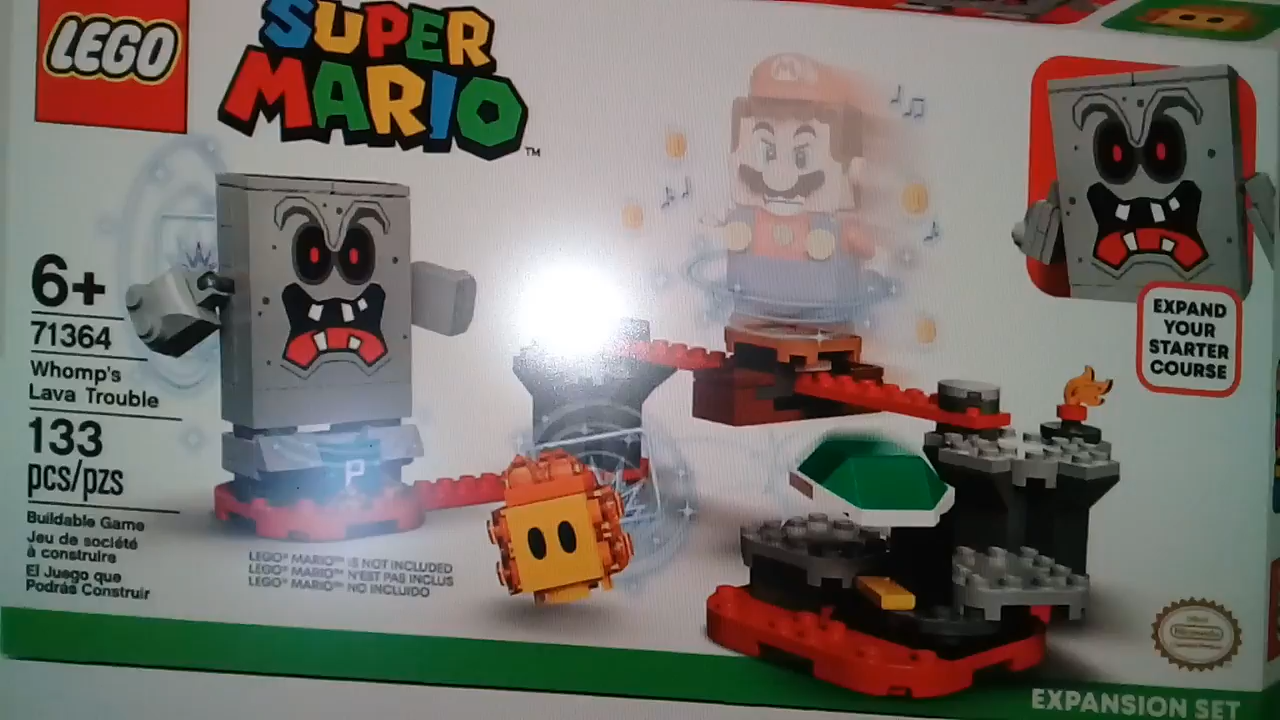 LEGO
SUPER
MARIO™
6+
71364
Whomp's
Lava Trouble
133
pcs/pzs
Buildable Game
Jeu de société
à construire
El Juego que
Podrás Construir
LEGO® MARIO™ IS NOT INCLUDED
LEGO® MARIO™ N'EST PAS INCLUS
LEGO® MARIO™ NO INCLUIDO
M
P
EXPAND
YOUR
STARTER
COURSE
Nintendo
EXPANSION SET